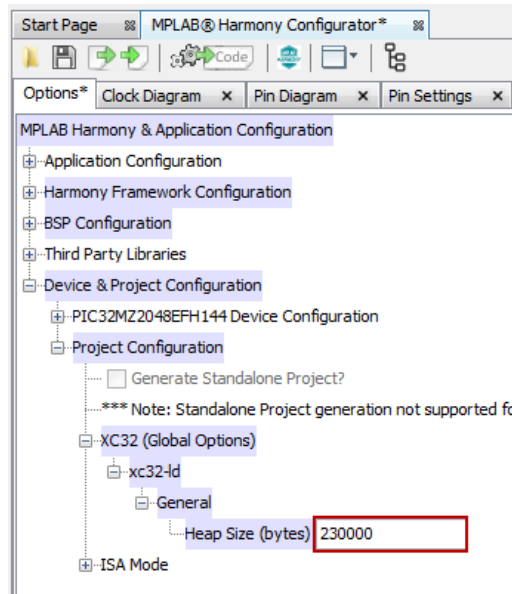 Start Page MPLAB® Harmony Configurator*
Code
Options* Clock Diagram x Pin Diagram x Pin Settings x
MPLAB Harmony & Application Configuration
Application Configuration
Harmony Framework Configuration
BSP Configuration
Third Party Libraries
Device & Project Configuration
PIC32MZ2048EFH144 Device Configuration
Project Configuration
Generate Standalone Project?
*** Note: Standalone Project generation not supported fo
XC32 (Global Options)
xc32-ld
General
Heap Size (bytes) 230000
ISA Mode